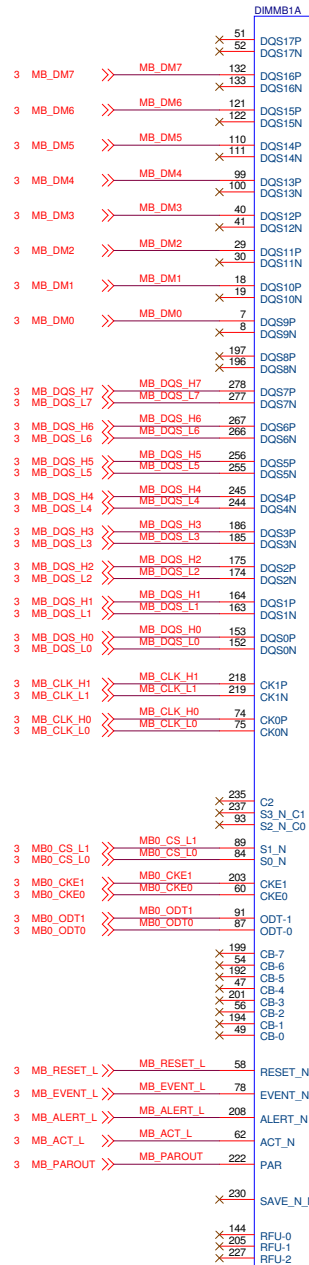 DIMMB1A
51 DQS17P
52 DQS17N
3 MB_DM7 MB_DM7 132 DQS16P
133 DQS16N
3 MB_DM6 MB_DM6 121 DQS15P
122 DQS15N
3 MB_DM5 MB_DM5 110 DQS14P
111 DQS14N
3 MB_DM4 MB_DM4 99 DQS13P
100 DQS13N
3 MB_DM3 MB_DM3 40 DQS12P
41 DQS12N
3 MB_DM2 MB_DM2 29 DQS11P
30 DQS11N
3 MB_DM1 MB_DM1 18 DQS10P
19 DQS10N
3 MB_DM0 MB_DM0 7 DQS9P
8 DQS9N
197 DQS8P
196 DQS8N
3 MB_DQS_H7 MB_DQS_H7 278 DQS7P
3 MB_DQS_L7 MB_DQS_L7 277 DQS7N
3 MB_DQS_H6 MB_DQS_H6 267 DQS6P
3 MB_DQS_L6 MB_DQS_L6 266 DQS6N
3 MB_DQS_H5 MB_DQS_H5 256 DQS5P
3 MB_DQS_L5 MB_DQS_L5 255 DQS5N
3 MB_DQS_H4 MB_DQS_H4 245 DQS4P
3 MB_DQS_L4 MB_DQS_L4 244 DQS4N
3 MB_DQS_H3 MB_DQS_H3 186 DQS3P
3 MB_DQS_L3 MB_DQS_L3 185 DQS3N
3 MB_DQS_H2 MB_DQS_H2 175 DQS2P
3 MB_DQS_L2 MB_DQS_L2 174 DQS2N
3 MB_DQS_H1 MB_DQS_H1 164 DQS1P
3 MB_DQS_L1 MB_DQS_L1 163 DQS1N
3 MB_DQS_H0 MB_DQS_H0 153 DQS0P
3 MB_DQS_L0 MB_DQS_L0 152 DQS0N
3 MB_CLK_H1 MB_CLK_H1 218 CK1P
3 MB_CLK_L1 MB_CLK_L1 219 CK1N
3 MB_CLK_H0 MB_CLK_H0 74 CK0P
3 MB_CLK_L0 MB_CLK_L0 75 CK0N
235 C2
237 S3_N_C1
93 S2_N_C0
3 MB0_CS_L1 MB0_CS_L1 89 S1_N
3 MB0_CS_L0 MB0_CS_L0 84 S0_N
3 MB0_CKE1 MB0_CKE1 203 CKE1
3 MB0_CKE0 MB0_CKE0 60 CKE0
3 MB0_ODT1 MB0_ODT1 91 ODT-1
3 MB0_ODT0 MB0_ODT0 87 ODT-0
199 CB-7
54 CB-6
192 CB-5
47 CB-4
201 CB-3
56 CB-2
194 CB-1
49 CB-0
3 MB_RESET_L MB_RESET_L 58 RESET_N
3 MB_EVENT_L MB_EVENT_L 78 EVENT_N
3 MB_ALERT_L MB_ALERT_L 208 ALERT_N
3 MB_ACT_L MB_ACT_L 62 ACT_N
3 MB_PAROUT MB_PAROUT 222 PAR
230 SAVE_N_
144 RFU-0
205 RFU-1
227 RFU-2